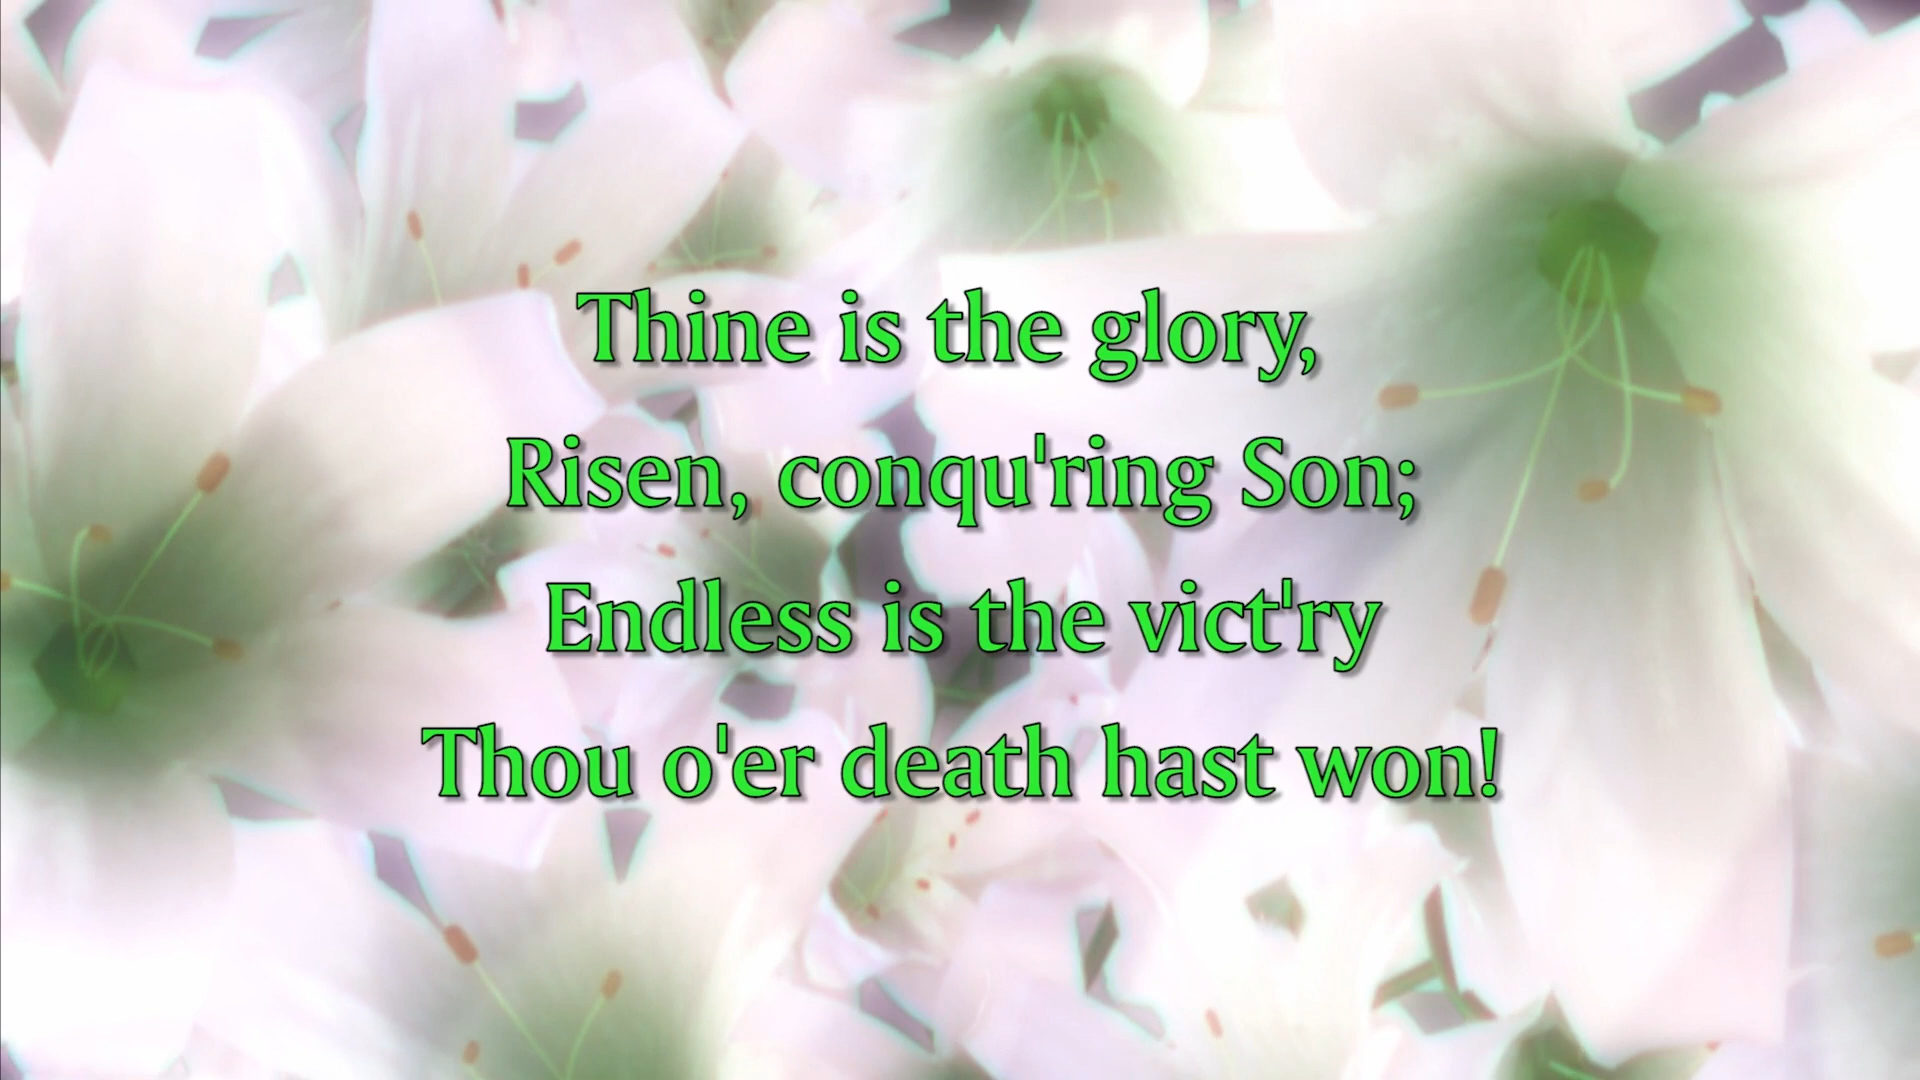 Thine is the glory,
Risen, conqu'ring Son;
Endless is the vict'ry
Thou o'er death hast won!